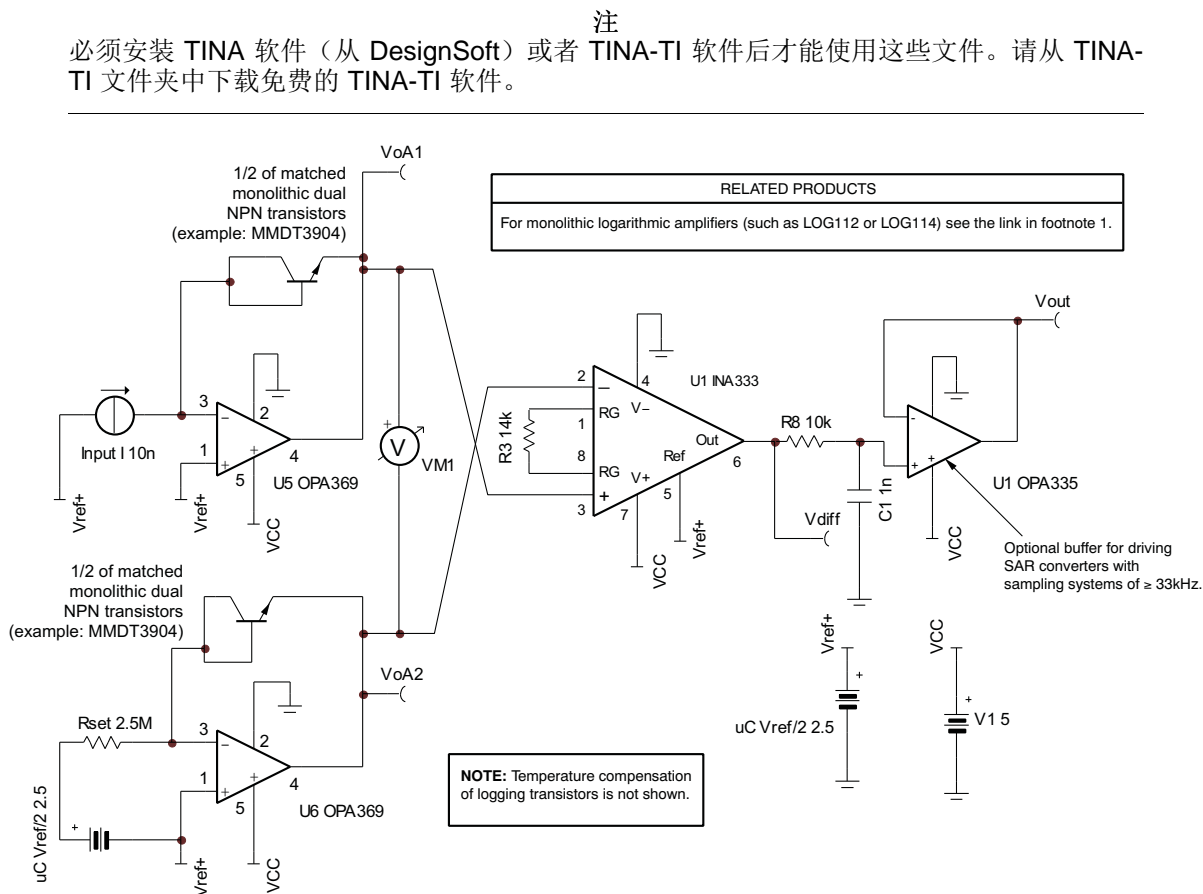 注
必须安装 TINA 软件（从 DesignSoft）或者 TINA-TI 软件后才能使用这些文件。请从 TINA-
TI 文件夹中下载免费的 TINA-TI 软件。
VoA1
1/2 of matched
monolithic dual
NPN transistors
(example: MMDT3904)
RELATED PRODUCTS
For monolithic logarithmic amplifiers (such as LOG112 or LOG114) see the link in footnote 1.
Input I 10n
3
-
2
1
+
+
5
4
U5 OPA369
Vref+
Vref+
VCC
+
V
VM1
2
–
4
U1 INA333
RG
V–
1
R3 14k
8
RG
Out
6
Ref
V+
+
3
7
5
VCC
Vref+
R8 10k
C1 1n
Vdiff
Vout
-
+
+
U1 OPA335
VCC
Optional buffer for driving
SAR converters with
sampling systems of ≥ 33kHz.
1/2 of matched
monolithic dual
NPN transistors
(example: MMDT3904)
VoA2
Rset 2.5M
3
–
2
1
+
+
5
4
U6 OPA369
uC Vref/2 2.5
+
Vref+
VCC
NOTE: Temperature compensation
of logging transistors is not shown.
Vref+
+
uC Vref/2 2.5
VCC
+
V1 5